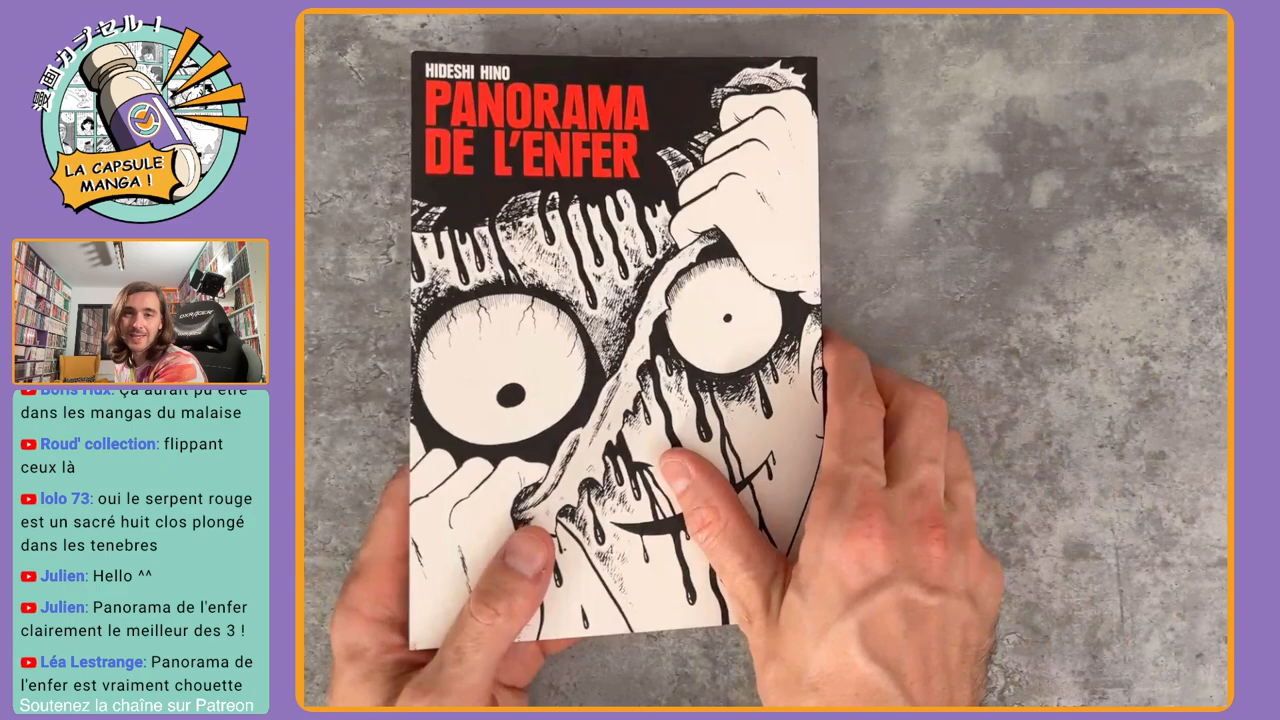 漫画カプセル！
LA CAPSULE
MANGA !
HIDESHI HINO
PANORAMA
DE L'ENFER
DXRACER
Boris Hux: Ça aurait pu être
dans les mangas du malaise
Roud' collection: flippant
ceux là
lolo 73: oui le serpent rouge
est un sacré huit clos plongé
dans les tenebres
Julien: Hello ^^
Julien: Panorama de l'enfer
clairement le meilleur des 3 !
Léa Lestrange: Panorama de
l'enfer est vraiment chouette
Soutenez la chaîne sur Patreon